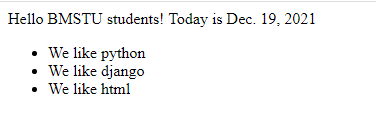 Hello BMSTU students! Today is Dec. 19, 2021
We like python
We like django
We like html